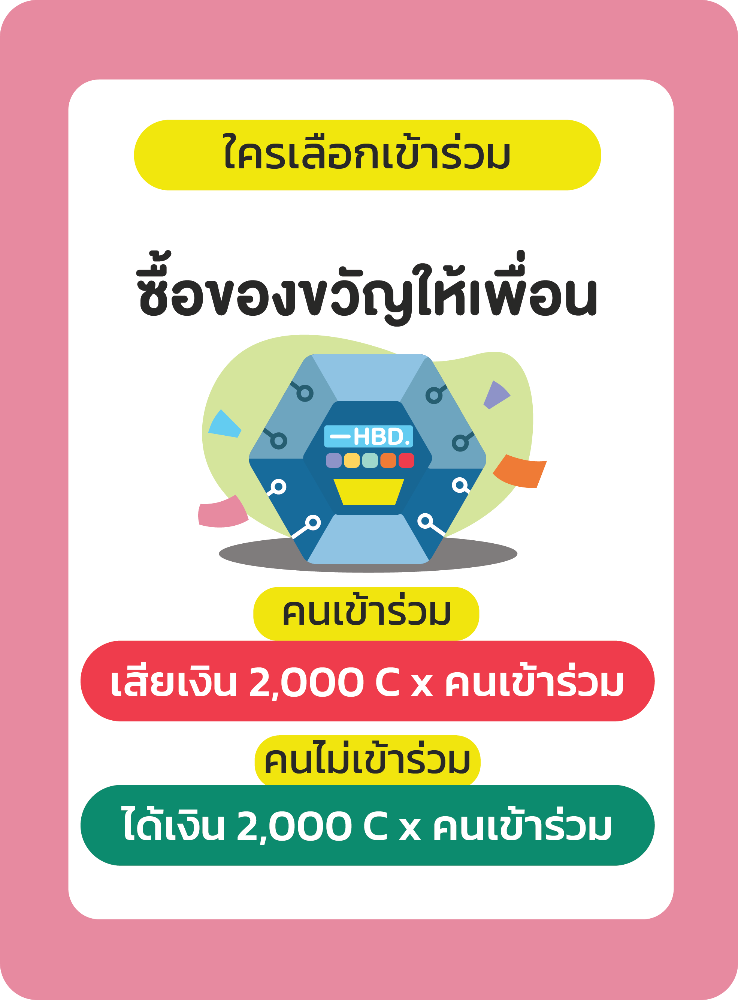 ใครเลือกเข้าร่วม
ซื้อของขวัญให้เพื่อน
HBD.
คนเข้าร่วม
เสียเงิน 2,000 C x คนเข้าร่วม
คนไม่เข้าร่วม
ได้เงิน 2,000 C x คนเข้าร่วม